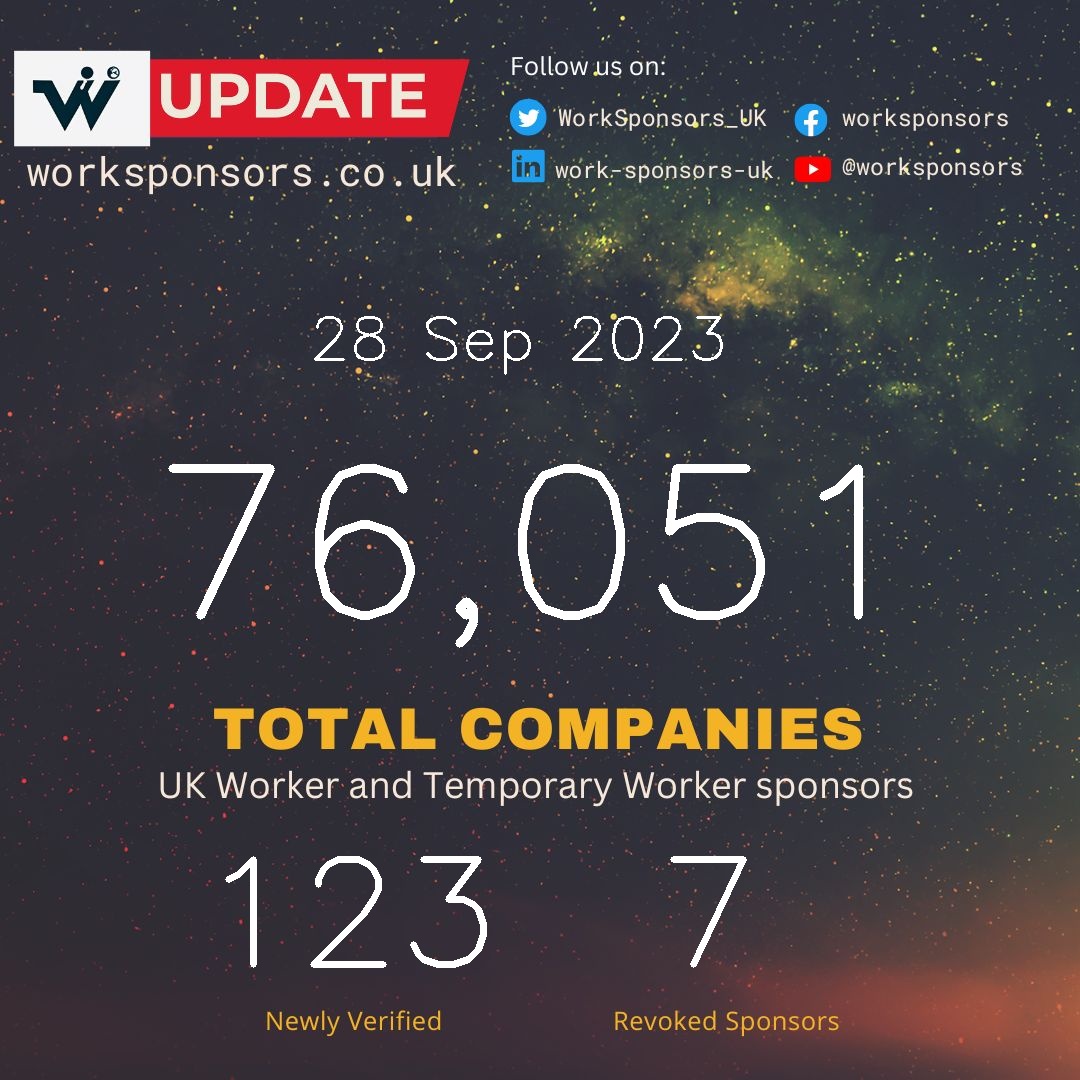 UPDATE
worksponsors.co.uk
Follow us on:
WorkSponsors_UK
worksponsors
in
work-sponsors-uk
@worksponsors
28 Sep 2023
76,051
TOTAL COMPANIES
UK Worker and Temporary Worker sponsors
123
7
Newly Verified
Revoked Sponsors